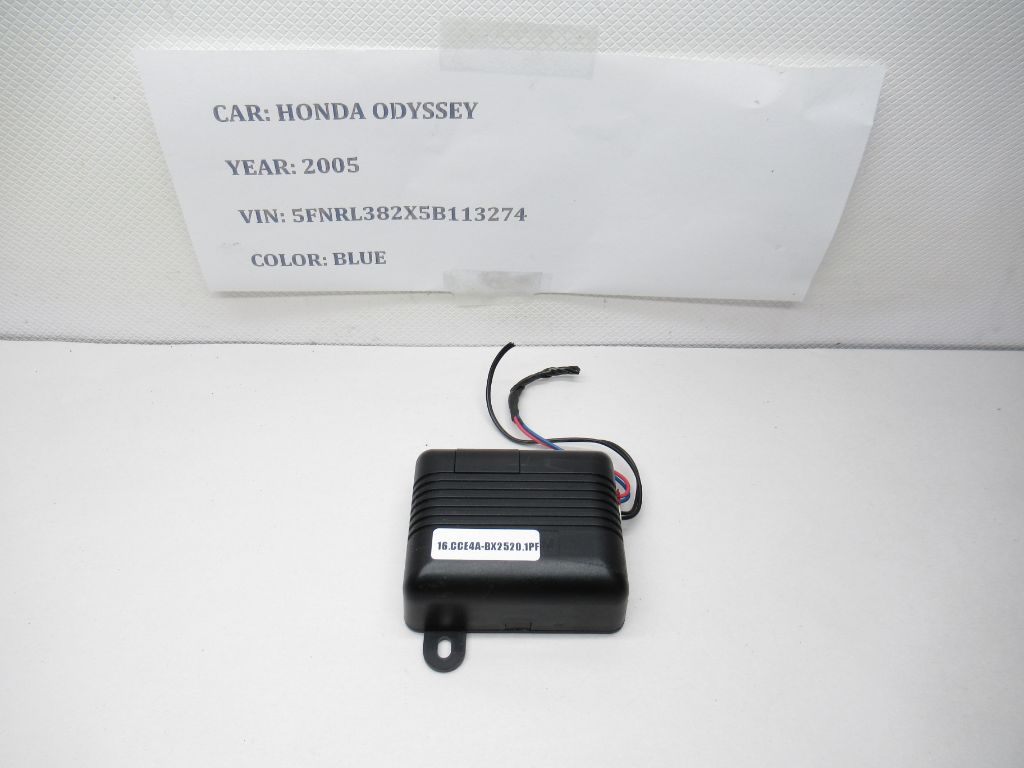 CAR: HONDA ODYSSEY
YEAR: 2005
VIN: 5FNRL382X5B113274
COLOR: BLUE
16.CCE4A-BX2520.1PF